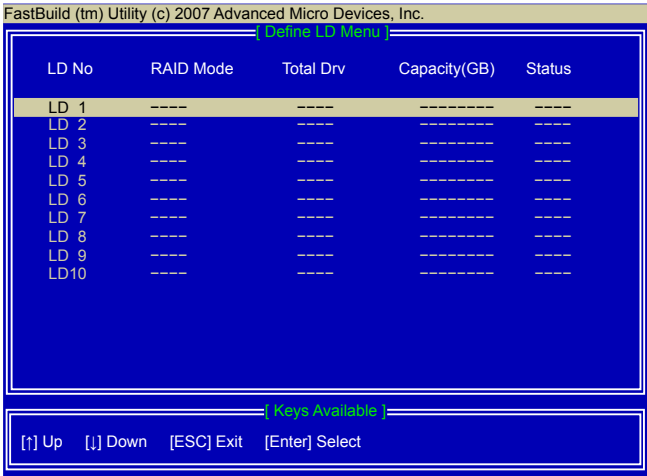 FastBuild (tm) Utility (c) 2007 Advanced Micro Devices, Inc.
[ Define LD Menu ]
LD No RAID Mode Total Drv Capacity(GB) Status
LD 1 ---- ---- -------- ----
LD 2 ---- ---- -------- ----
LD 3 ---- ---- -------- ----
LD 4 ---- ---- -------- ----
LD 5 ---- ---- -------- ----
LD 6 ---- ---- -------- ----
LD 7 ---- ---- -------- ----
LD 8 ---- ---- -------- ----
LD 9 ---- ---- -------- ----
LD10 ---- ---- -------- ----
[ Keys Available ]
[↑] Up [↓] Down [ESC] Exit [Enter] Select